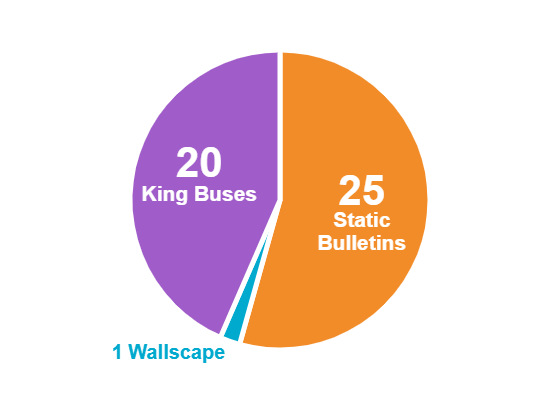 20
King Buses
25
Static
Bulletins
1 Wallscape